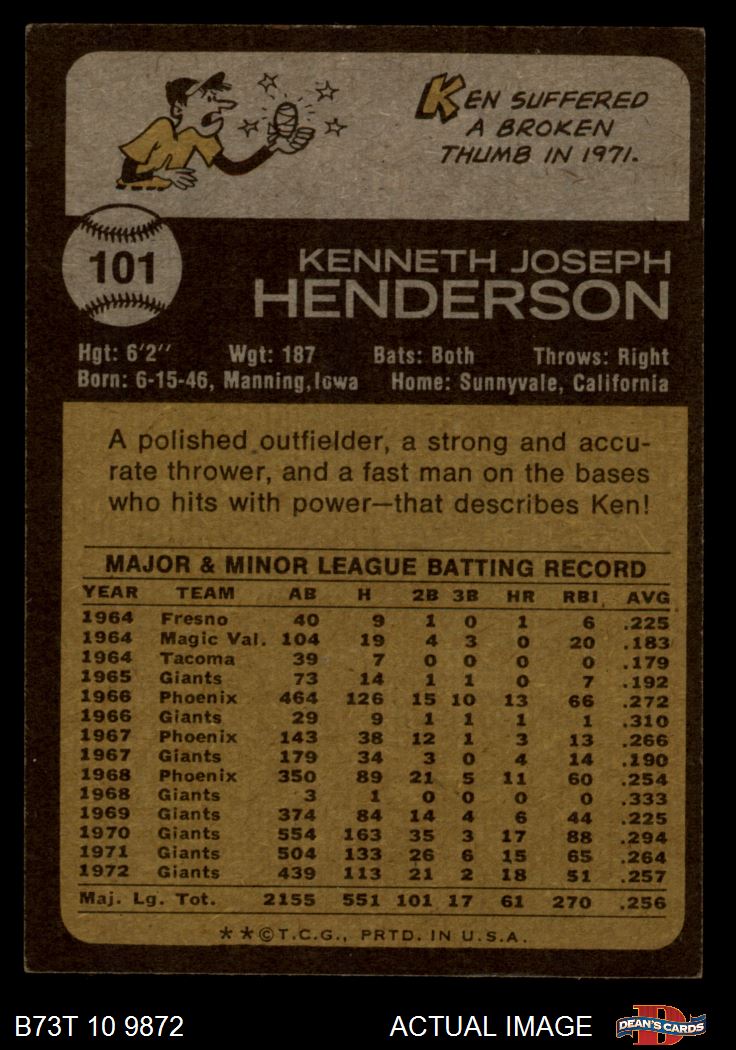 KEN SUFFERED
A BROKEN
THUMB IN 1971.
101
KENNETH JOSEPH
HENDERSON
Hgt: 6'2'' Wgt: 187 Bats: Both Throws: Right
Born: 6-15-46, Manning, Iowa Home: Sunnyvale, California
A polished outfielder, a strong and accu-
rate thrower, and a fast man on the bases
who hits with power—that describes Ken!
MAJOR & MINOR LEAGUE BATTING RECORD
YEAR TEAM AB H 2B 3B HR RBI AVG
1964 Fresno 40 9 1 0 1 6 .225
1964 Magic Val. 104 19 4 3 0 20 .183
1964 Tacoma 39 7 0 0 0 0 .179
1965 Giants 73 14 1 1 0 7 .192
1966 Phoenix 464 126 15 10 13 66 .272
1966 Giants 29 9 1 1 1 1 .310
1967 Phoenix 143 38 12 1 3 13 .266
1967 Giants 179 34 3 0 4 14 .190
1968 Phoenix 350 89 21 5 11 60 .254
1968 Giants 3 1 0 0 0 0 .333
1969 Giants 374 84 14 4 6 44 .225
1970 Giants 554 163 35 3 17 88 .294
1971 Giants 504 133 26 6 15 65 .264
1972 Giants 439 113 21 2 18 51 .257
Maj. Lg. Tot. 2155 551 101 17 61 270 .256
**©T.C.G., PRTD. IN U.S.A.
B73T 10 9872 ACTUAL IMAGE D DEAN'S CARDS